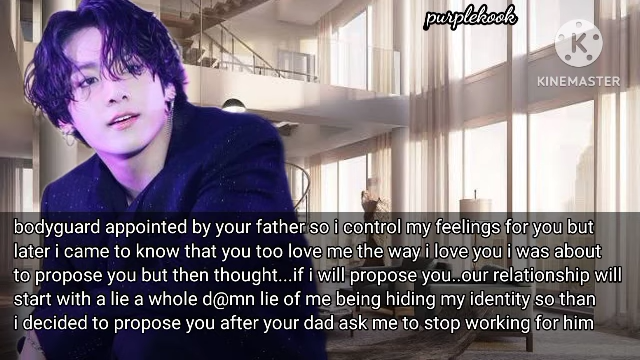 purplekook
KINEMASTER
bodyguard appointed by your father so i control my feelings for you but
later i came to know that you too love me the way i love you i was about
to propose you but then thought...if i will propose you..our relationship will
start with a lie a whole d@mn lie of me being hiding my identity so than
i decided to propose you after your dad ask me to stop working for him